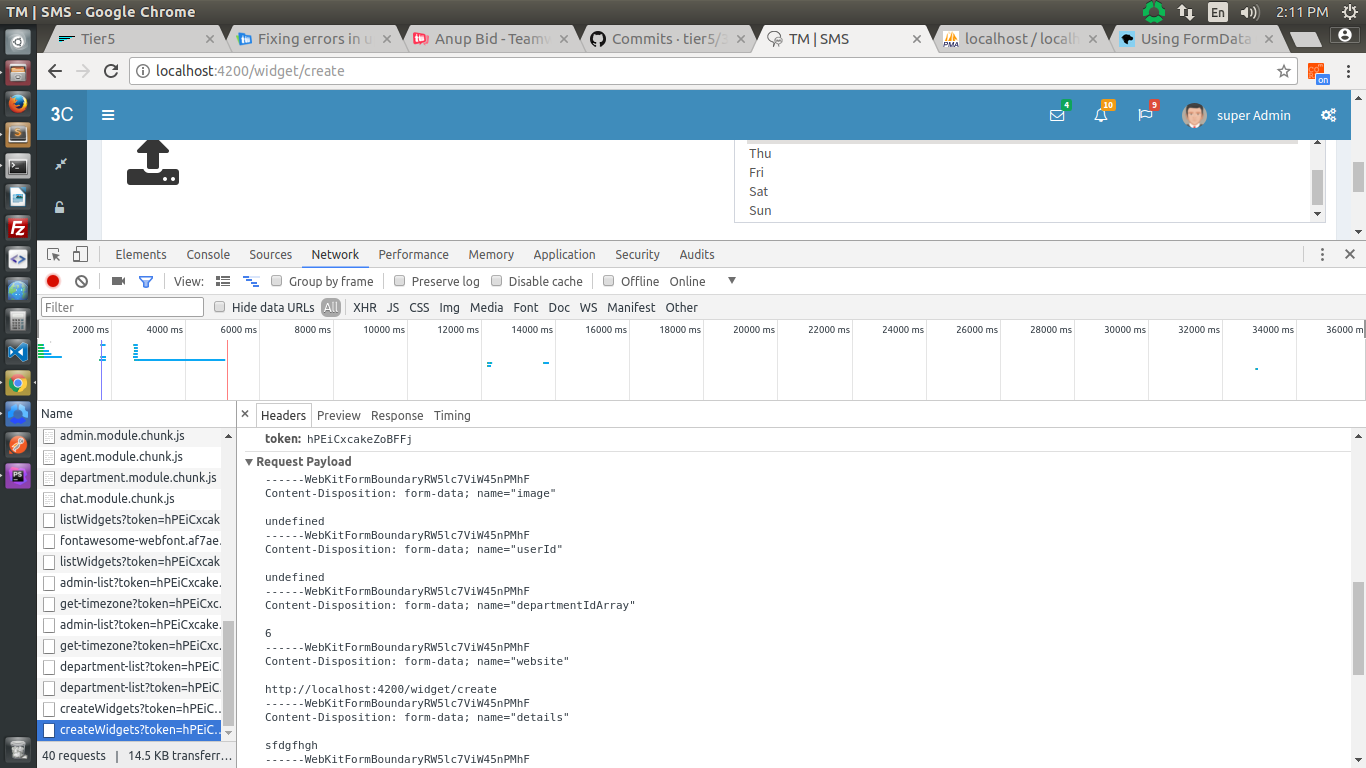 TM | SMS - Google Chrome
En
2:11 PM
Tier5
Fixing errors in u
Anup Bid - Teamw
Commits · tier5/3
TM | SMS
localhost / localh
Using FormData
localhost:4200/widget/create
on
3C
4
10
9
super Admin
Thu
Fri
Sat
Sun
Elements
Console
Sources
Network
Performance
Memory
Application
Security
Audits
View:
Group by frame
Preserve log
Disable cache
Offline
Online
Filter
Hide data URLs
All
XHR
JS
CSS
Img
Media
Font
Doc
WS
Manifest
Other
2000 ms
4000 ms
6000 ms
8000 ms
10000 ms
12000 ms
14000 ms
16000 ms
18000 ms
20000 ms
22000 ms
24000 ms
26000 ms
28000 ms
30000 ms
32000 ms
34000 ms
36000 m
Name
Headers
Preview
Response
Timing
admin.module.chunk.js
agent.module.chunk.js
department.module.chunk.js
chat.module.chunk.js
listWidgets?token=hPEiCxcak
fontawesome-webfont.af7ae.
listWidgets?token=hPEiCxcak
admin-list?token=hPEiCxcake.
get-timezone?token=hPEiCxc.
admin-list?token=hPEiCxcake.
get-timezone?token=hPEiCxc.
department-list?token=hPEiC.
department-list?token=hPEiC.
createWidgets?token=hPEiC...
createWidgets?token=hPEiC...
40 requests | 14.5 KB transferr...
token: hPEiCxcakeZoBFFj
Request Payload
------WebKitFormBoundaryRW5lc7ViW45nPMhF
Content-Disposition: form-data; name="image"
undefined
------WebKitFormBoundaryRW5lc7ViW45nPMhF
Content-Disposition: form-data; name="userId"
undefined
------WebKitFormBoundaryRW5lc7ViW45nPMhF
Content-Disposition: form-data; name="departmentIdArray"
6
------WebKitFormBoundaryRW5lc7ViW45nPMhF
Content-Disposition: form-data; name="website"
http://localhost:4200/widget/create
------WebKitFormBoundaryRW5lc7ViW45nPMhF
Content-Disposition: form-data; name="details"
sfdgfhgh
------WebKitFormBoundaryRW5lc7ViW45nPMhF